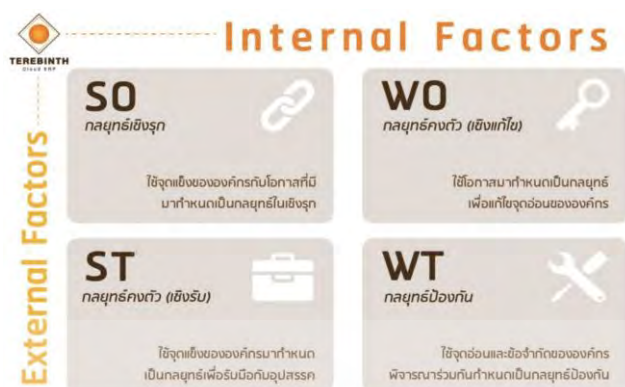 TEREBINTH
Cloud ERP
Internal Factors
External Factors
SO
กลยุทธ์เชิงรุก
ใช้จุดแข็งขององค์กรกับโอกาสที่มี
มากำหนดเป็นกลยุทธ์ในเชิงรุก
WO
กลยุทธ์คงตัว (เชิงแก้ไข)
ใช้โอกาสมากำหนดเป็นกลยุทธ์
เพื่อแก้ไขจุดอ่อนขององค์กร
ST
กลยุทธ์คงตัว (เชิงรับ)
ใช้จุดแข็งขององค์กรมากำหนด
เป็นกลยุทธ์เพื่อรับมือกับอุปสรรค
WT
กลยุทธ์ป้องกัน
ใช้จุดอ่อนและข้อจำกัดขององค์กร
พิจารณาร่วมกันกำหนดเป็นกลยุทธ์ป้องกัน